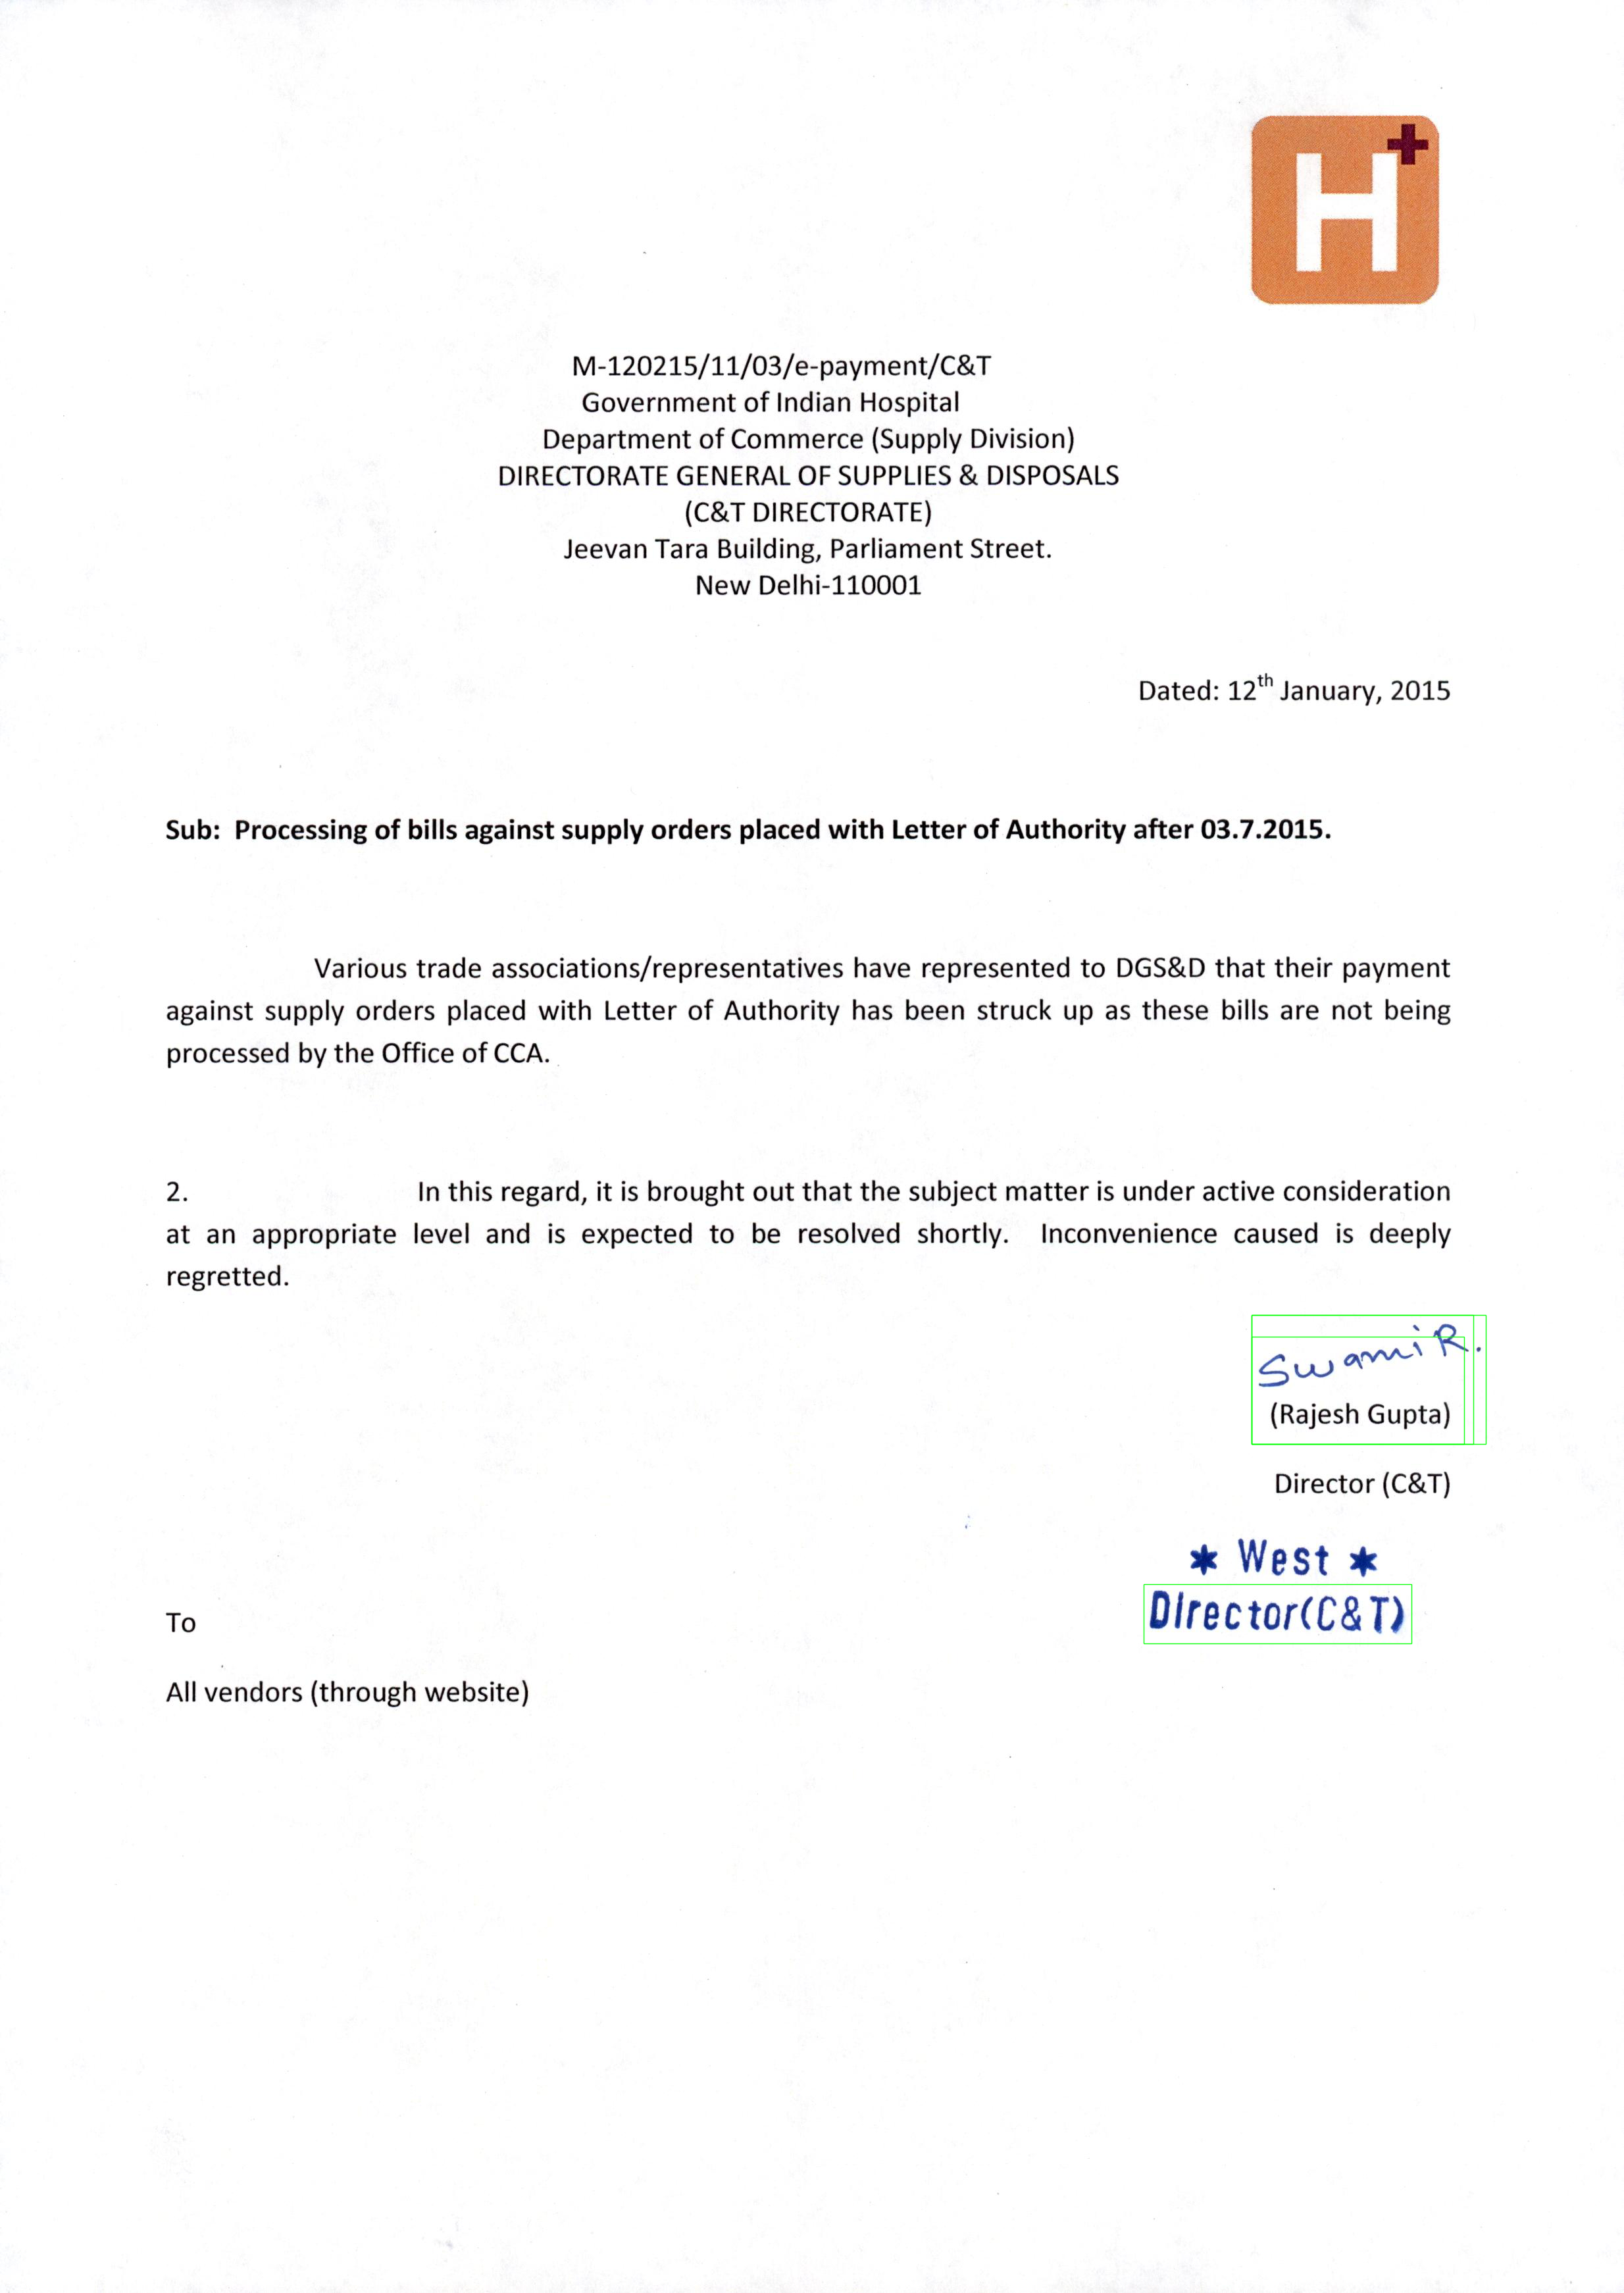 H+
M-120215/11/03/e-payment/C&T
Government of Indian Hospital
Department of Commerce (Supply Division)
DIRECTORATE GENERAL OF SUPPLIES & DISPOSALS
(C&T DIRECTORATE)
Jeevan Tara Building, Parliament Street.
New Delhi-110001
Dated: 12th January, 2015
Sub: Processing of bills against supply orders placed with Letter of Authority after 03.7.2015.
Various trade associations/representatives have represented to DGS&D that their payment
against supply orders placed with Letter of Authority has been struck up as these bills are not being
processed by the Office of CCA.
2. In this regard, it is brought out that the subject matter is under active consideration
at an appropriate level and is expected to be resolved shortly. Inconvenience caused is deeply
regretted.
Swami R.
(Rajesh Gupta)
Director (C&T)
* West *
Director(C&T)
To
All vendors (through website)